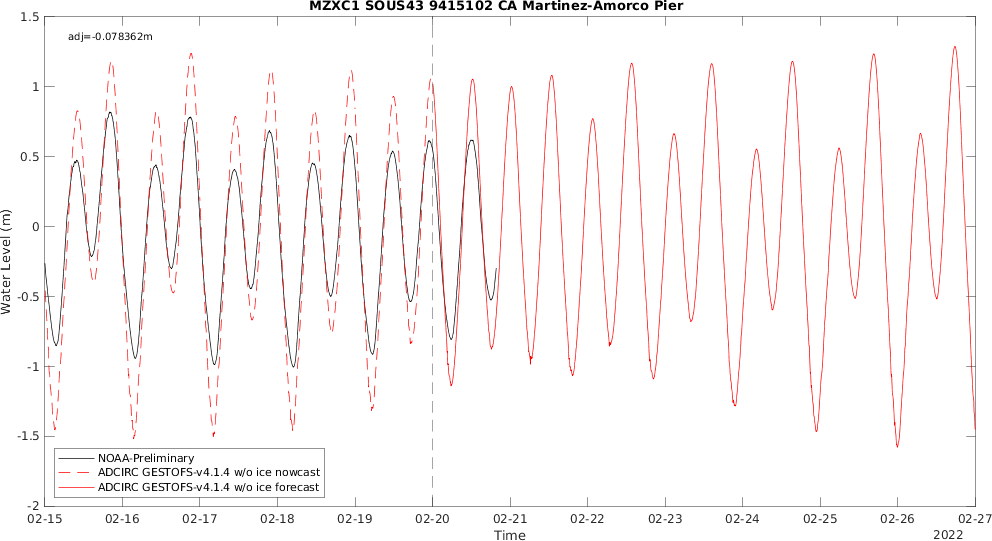 MZXC1 SOUS43 9415102 CA Martinez-Amorco Pier
adj=-0.078362m
1.5
1
0.5
0
-0.5
-1
-1.5
-2
Water Level (m)
NOAA-Preliminary
ADCIRC GESTOFS-v4.1.4 w/o ice nowcast
ADCIRC GESTOFS-v4.1.4 w/o ice forecast
02-15 02-16 02-17 02-18 02-19 02-20 02-21 02-22 02-23 02-24 02-25 02-26 02-27
Time
2022